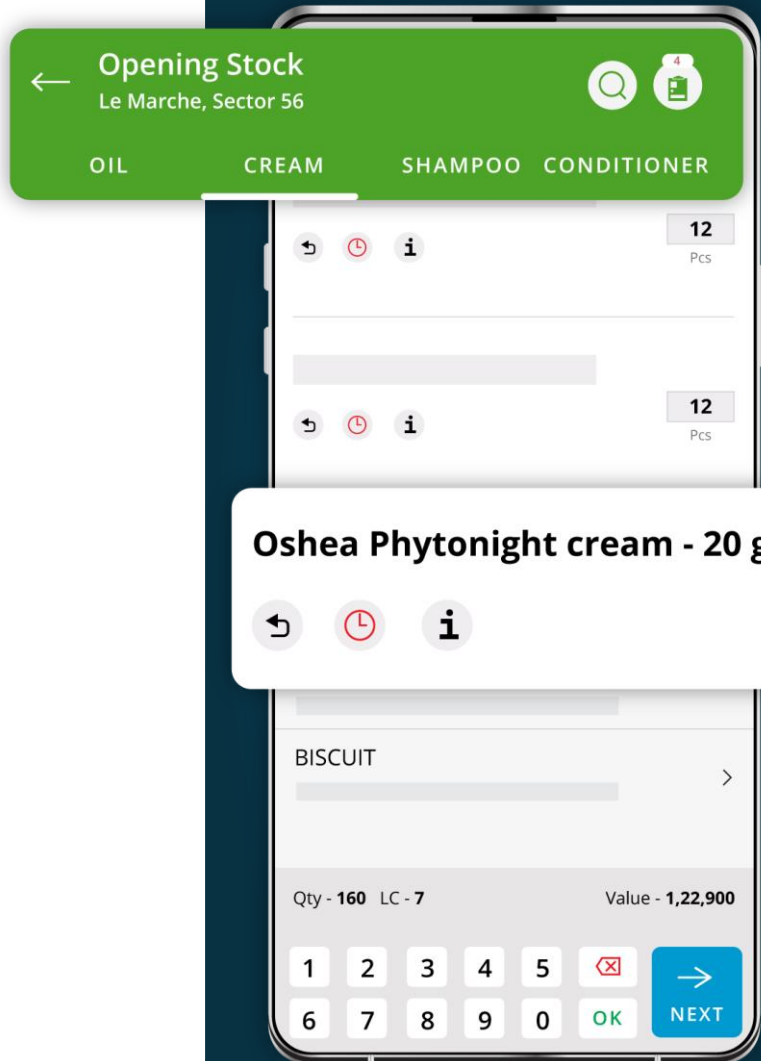 Opening Stock
4
Le Marche, Sector 56
OIL CREAM SHAMPOO CONDITIONER
12
Pcs
12
Pcs
Oshea Phytonight cream - 20 g
BISCUIT
Qty - 160 LC - 7 Value - 1,22,900
1 2 3 4 5
6 7 8 9 0 OK NEXT